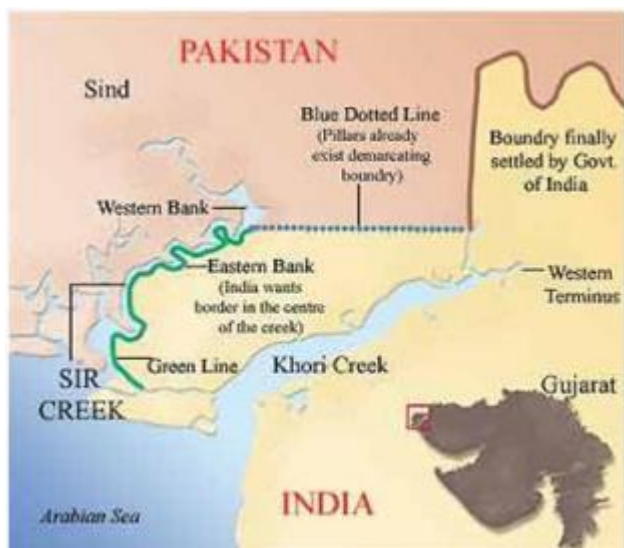 PAKISTAN
Sind
Blue Dotted Line
(Pillars already
exist demarcating
boundry)
Boundry finally
settled by Govt.
of India
Western Bank
Eastern Bank
(India wants
border in the centre
of the creek)
Western
Terminus
Green Line
Khori Creek
SIR
CREEK
Gujarat
INDIA
Arabian Sea